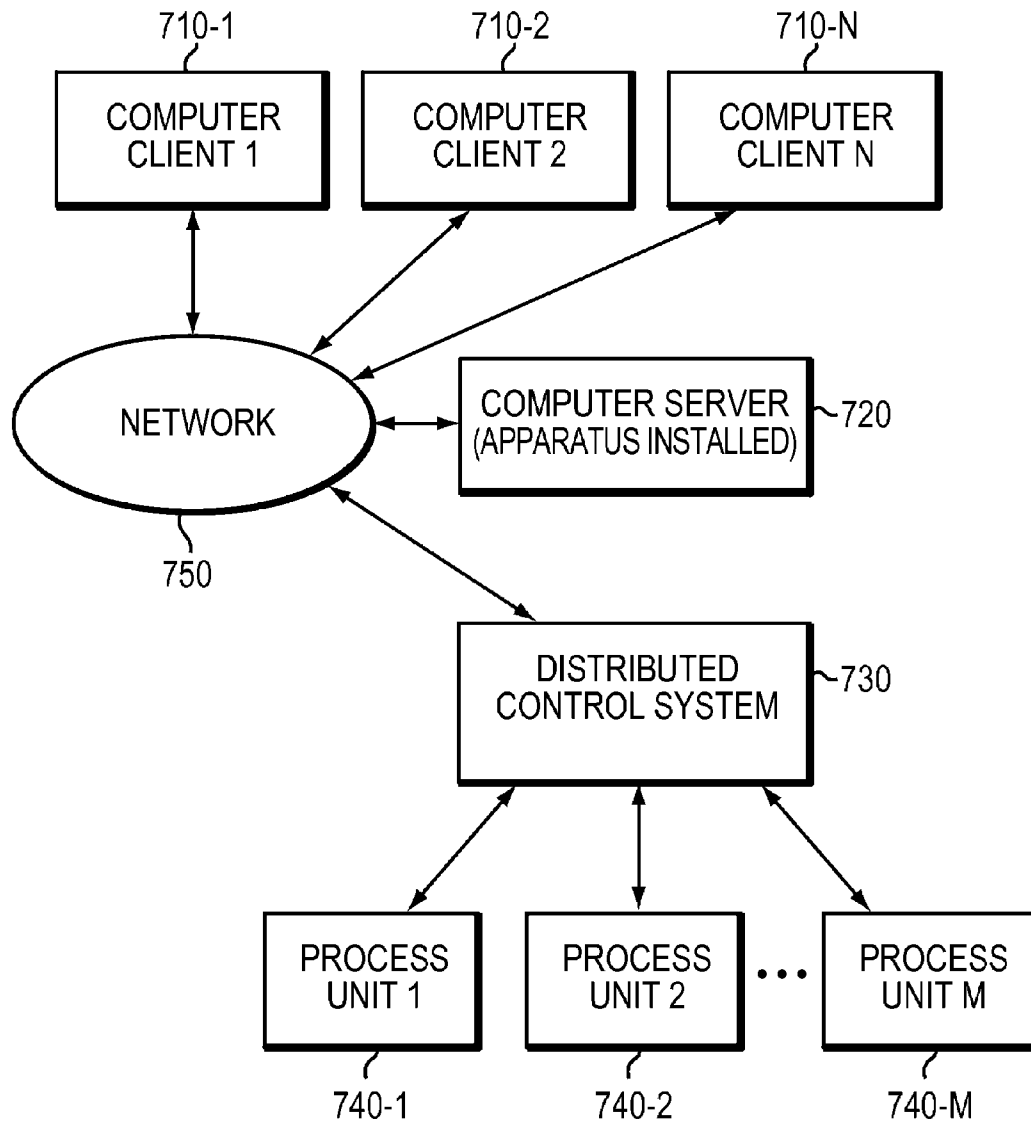 710-1
710-2
710-N
COMPUTER
CLIENT 1
COMPUTER
CLIENT 2
COMPUTER
CLIENT N
NETWORK
COMPUTER SERVER
(APPARATUS INSTALLED)
720
750
DISTRIBUTED
CONTROL SYSTEM
730
PROCESS
UNIT 1
PROCESS
UNIT 2
•••
PROCESS
UNIT M
740-1
740-2
740-M